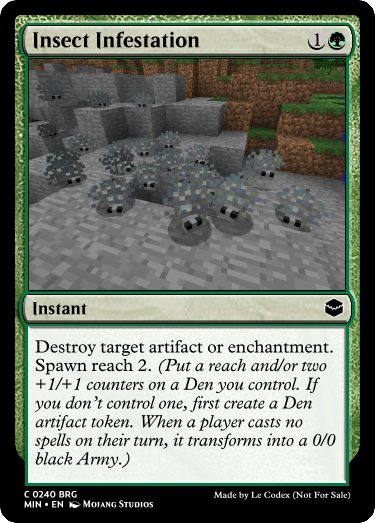 Insect Infestation 1
Instant
Destroy target artifact or enchantment.
Spawn reach 2. (Put a reach and/or two
+1/+1 counters on a Den you control. If
you don't control one, first create a Den
artifact token. When a player casts no
spells on their turn, it transforms into a 0/0
black Army.)
C 0240 BRG
MIN • EN Mojang Studios
Made by Le Codex (Not For Sale)